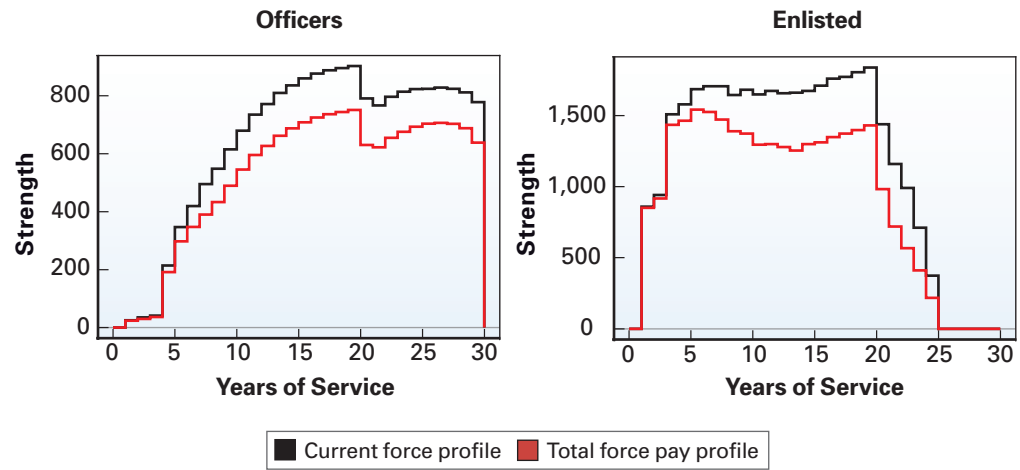 Officers
Strength
800
600
400
200
0
0 5 10 15 20 25 30
Years of Service
Enlisted
Strength
1,500
1,000
500
0
0 5 10 15 20 25 30
Years of Service
Current force profile Total force pay profile